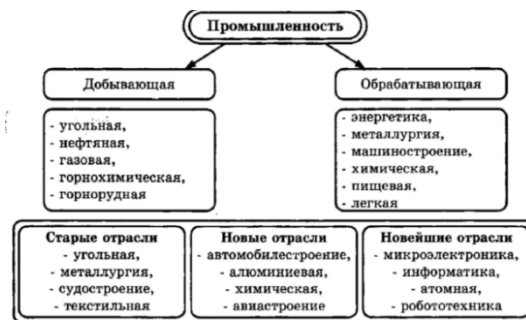 Промышленность
Добывающая
Обрабатывающая
- угольная,
- нефтяная,
- газовая,
- горнохимическая,
- горнорудная
- энергетика,
- металлургия,
- машиностроение,
- химическая,
- пищевая,
- легкая
Старые отрасли
- угольная,
- металлургия,
- судостроение,
- текстильная
Новые отрасли
- автомобилестроение,
- алюминиевая,
- химическая,
- авиастроение
Новейшие отрасли
- микроэлектроника,
- информатика,
- атомная,
- робототехника